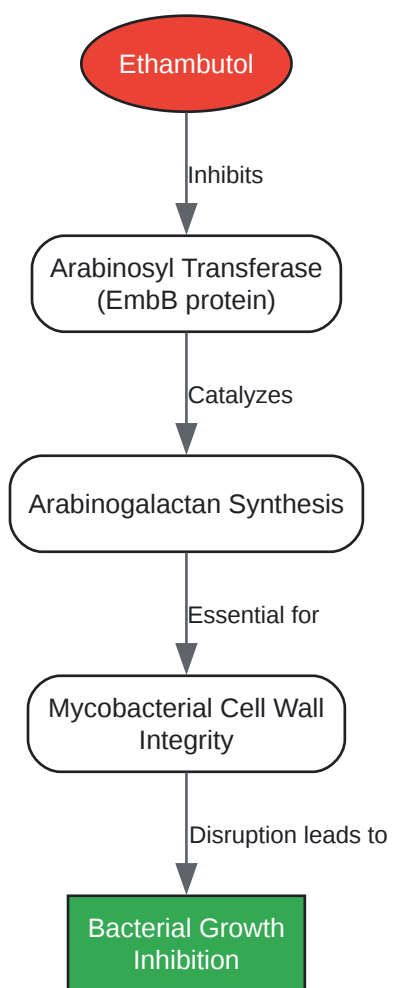 Ethambutol
Inhibits
Arabinosyl Transferase
(EmbB protein)
Catalyzes
Arabinogalactan Synthesis
Essential for
Mycobacterial Cell Wall
Integrity
Disruption leads to
Bacterial Growth
Inhibition